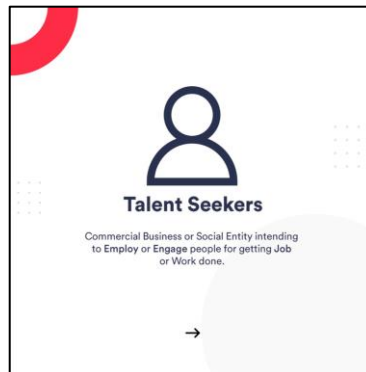 Talent Seekers
Commercial Business or Social Entity intending
to Employ or Engage people for getting Job
or Work done.